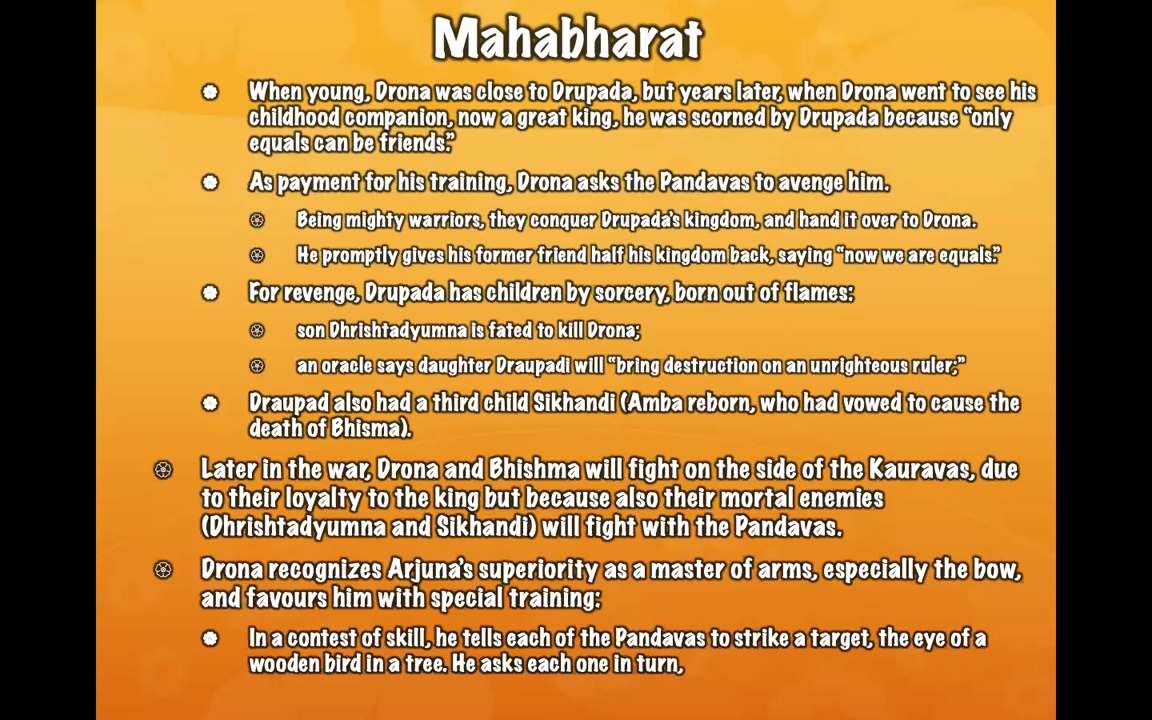 Mahabharat
When young, Drona was close to Drupada, but years later, when Drona went to see his
childhood companion, now a great king, he was scorned by Drupada because “only
equals can be friends.”
As payment for his training, Drona asks the Pandavas to avenge him.
Being mighty warriors, they conquer Drupada’s kingdom, and hand it over to Drona.
He promptly gives his former friend half his kingdom back, saying “now we are equals.”
For revenge, Drupada has children by sorcery, born out of flames:
son Dhrishtadyumna is fated to kill Drona;
an oracle says daughter Draupadi will “bring destruction on an unrighteous ruler;”
Draupad also had a third child Sikhandi (Amba reborn, who had vowed to cause the
death of Bhisma).
Later in the war, Drona and Bhishma will fight on the side of the Kauravas, due
to their loyalty to the king but because also their mortal enemies
(Dhrishtadyumna and Sikhandi) will fight with the Pandavas.
Drona recognizes Arjuna’s superiority as a master of arms, especially the bow,
and favours him with special training:
In a contest of skill, he tells each of the Pandavas to strike a target, the eye of a
wooden bird in a tree. He asks each one in turn,